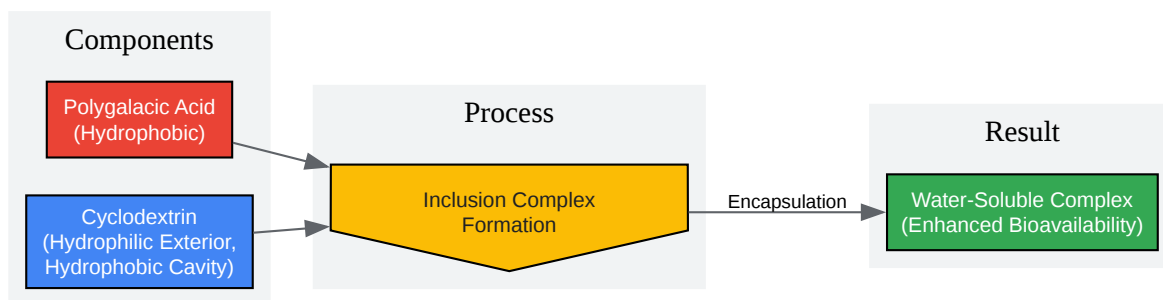 Components
Polygalacic Acid
(Hydrophobic)
Cyclodextrin
(Hydrophilic Exterior,
Hydrophobic Cavity)
Process
Inclusion Complex
Formation
Encapsulation
Result
Water-Soluble Complex
(Enhanced Bioavailability)